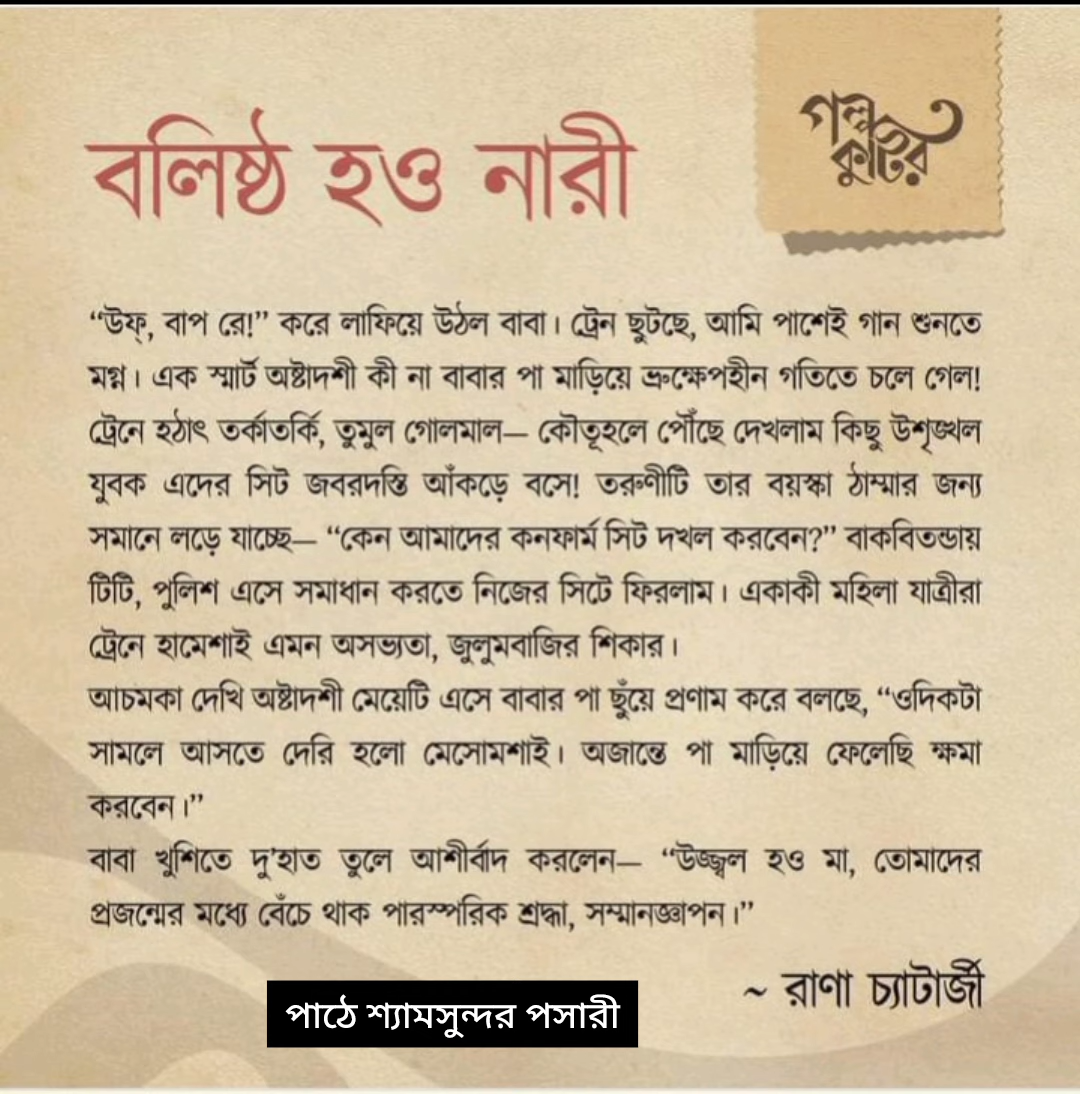 গল্প
কুটির
বলিষ্ঠ হও নারী
“উফ্, বাপ রে!” করে লাফিয়ে উঠল বাবা। ট্রেন ছুটছে, আমি পাশেই গান শুনতে
মগ্ন। এক স্মার্ট অষ্টাদশী কী না বাবার পা মাড়িয়ে ভ্রুক্ষেপহীন গতিতে চলে গেল!
ট্রেনে হঠাৎ তর্কাতর্কি, তুমুল গোলমাল— কৌতূহলে পৌঁছে দেখলাম কিছু উশৃঙ্খল
যুবক এদের সিট জবরদস্তি আঁকড়ে বসে! তরুণীটি তার বয়স্কা ঠাম্মার জন্য
সমানে লড়ে যাচ্ছে— “কেন আমাদের কনফার্ম সিট দখল করবেন?” বাকবিতন্ডায়
টিটি, পুলিশ এসে সমাধান করতে নিজের সিটে ফিরলাম। একাকী মহিলা যাত্রীরা
ট্রেনে হামেশাই এমন অসভ্যতা, জুলুমবাজির শিকার।
আচমকা দেখি অষ্টাদশী মেয়েটি এসে বাবার পা ছুঁয়ে প্রণাম করে বলছে, “ওদিকটা
সামলে আসতে দেরি হলো মেসোমশাই। অজান্তে পা মাড়িয়ে ফেলেছি ক্ষমা
করবেন।”
বাবা খুশিতে দু'হাত তুলে আশীর্বাদ করলেন— “উজ্জ্বল হও মা, তোমাদের
প্রজন্মের মধ্যে বেঁচে থাক পারস্পরিক শ্রদ্ধা, সম্মানজ্ঞাপন।”
~ রাণা চ্যাটার্জী
পাঠে শ্যামসুন্দর পসারী